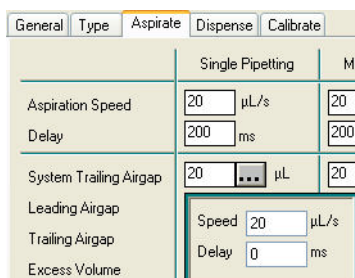 General Type Aspirate Dispense Calibrate
Single Pipetting M
Aspiration Speed 20 µL/s 20
Delay 200 ms 200
System Trailing Airgap 20 ... µL 20
Leading Airgap
Speed 20 µL/s
Trailing Airgap
Delay 0 ms
Excess Volume